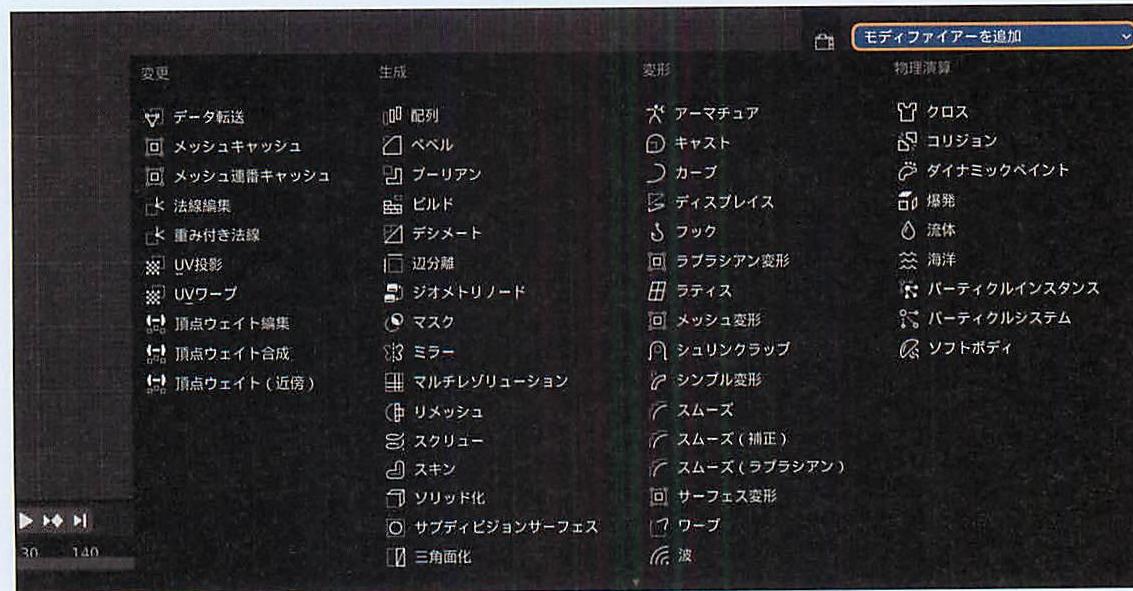 モディファイアーを追加
変更
データ転送
メッシュキャッシュ
メッシュ連番キャッシュ
法線編集
重み付き法線
UV投影
UVワープ
頂点ウェイト編集
頂点ウェイト合成
頂点ウェイト(近傍)
生成
配列
ベベル
ブーリアン
ビルド
デシメート
辺分離
ジオメトリノード
マスク
ミラー
マルチレゾリューション
リメッシュ
スクリュー
スキン
ソリッド化
サブディビジョンサーフェス
三角面化
変形
アーマチュア
キャスト
カーブ
ディスプレイス
フック
ラプラシアン変形
ラティス
メッシュ変形
シュリンクラップ
シンプル変形
スムーズ
スムーズ(補正)
スムーズ(ラプラシアン)
サーフェス変形
ワープ
波
物理演算
クロス
コリジョン
ダイナミックペイント
爆発
流体
海洋
パーティクルインスタンス
パーティクルシステム
ソフトボディ
30 140